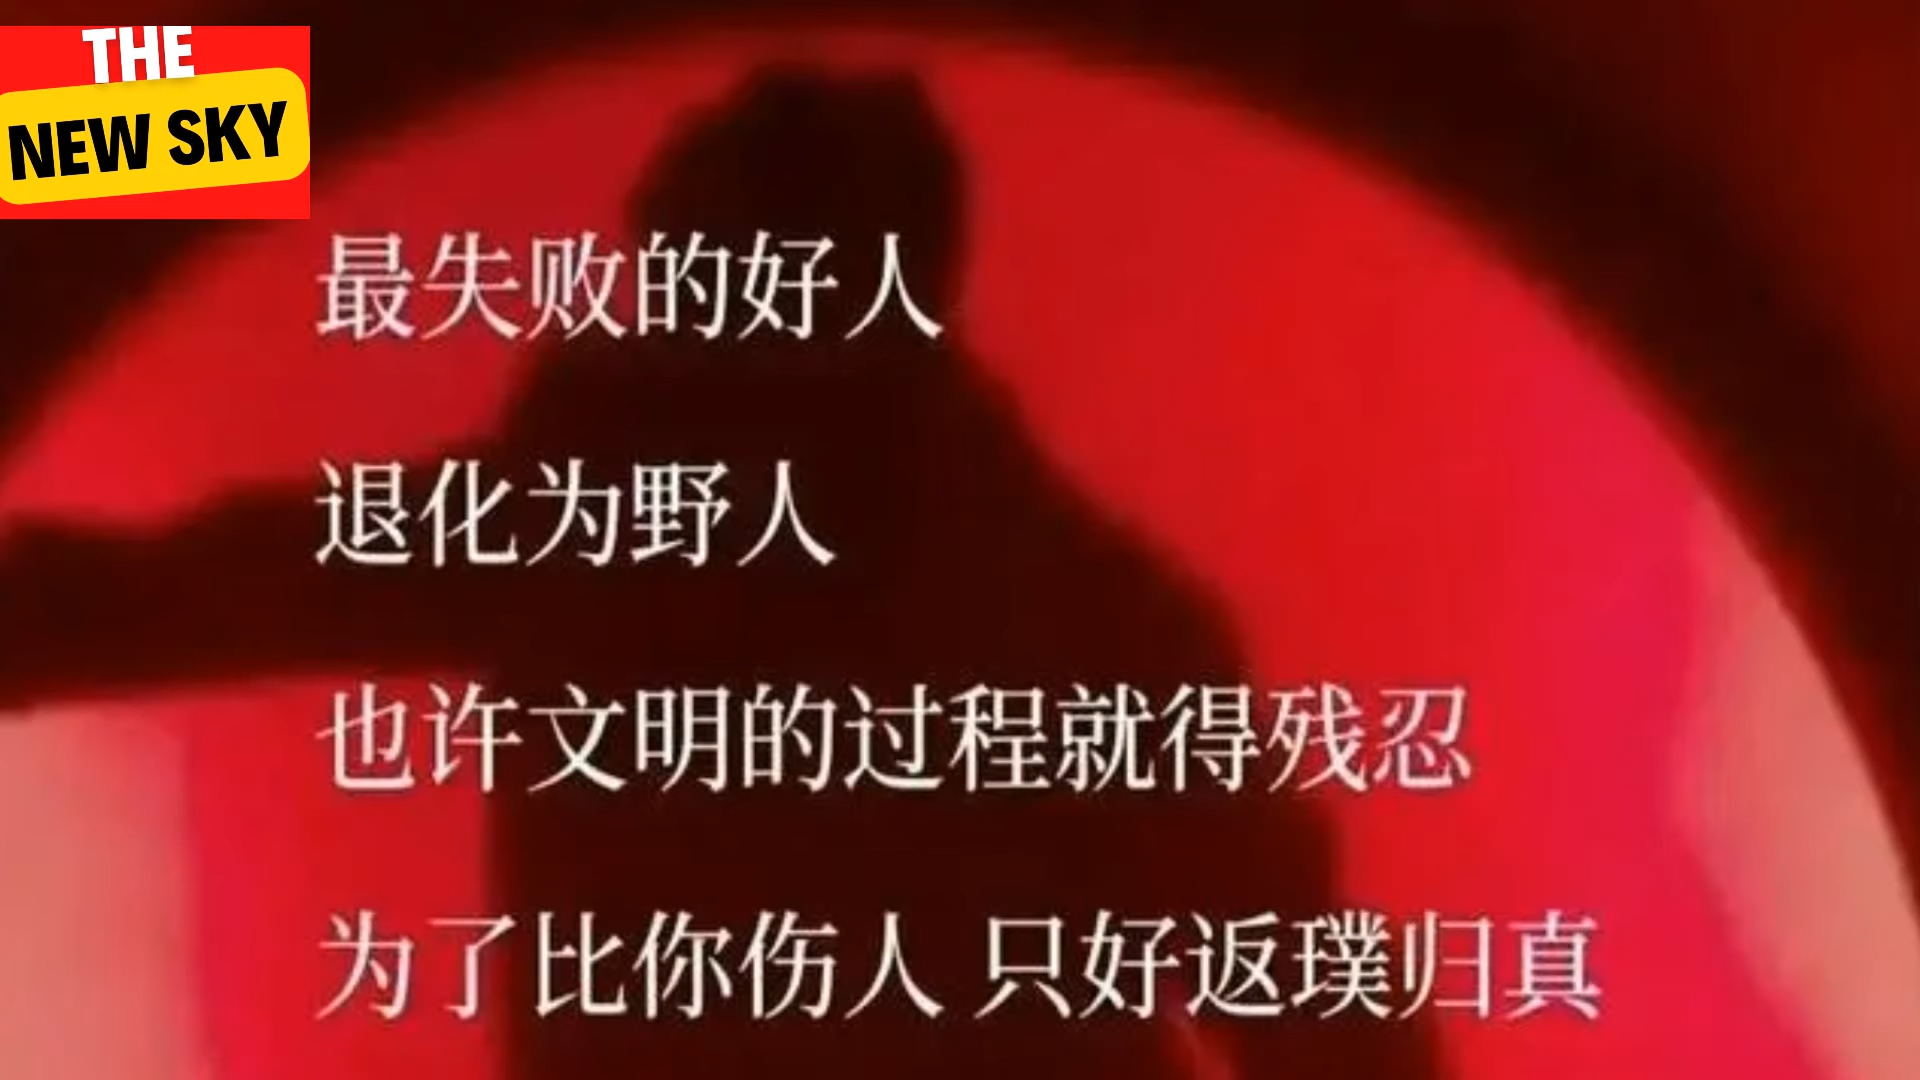 THE
NEW SKY
最失败的好人
退化为野人
也许文明的过程就得残忍
为了比你伤人 只好返璞归真